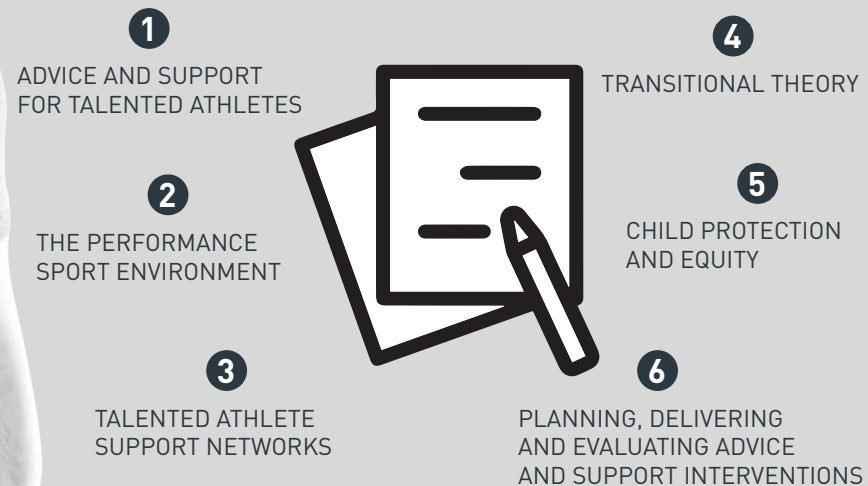 1
ADVICE AND SUPPORT
FOR TALENTED ATHLETES
2
THE PERFORMANCE
SPORT ENVIRONMENT
3
TALENTED ATHLETE
SUPPORT NETWORKS
4
TRANSITIONAL THEORY
5
CHILD PROTECTION
AND EQUITY
6
PLANNING, DELIVERING
AND EVALUATING ADVICE
AND SUPPORT INTERVENTIONS